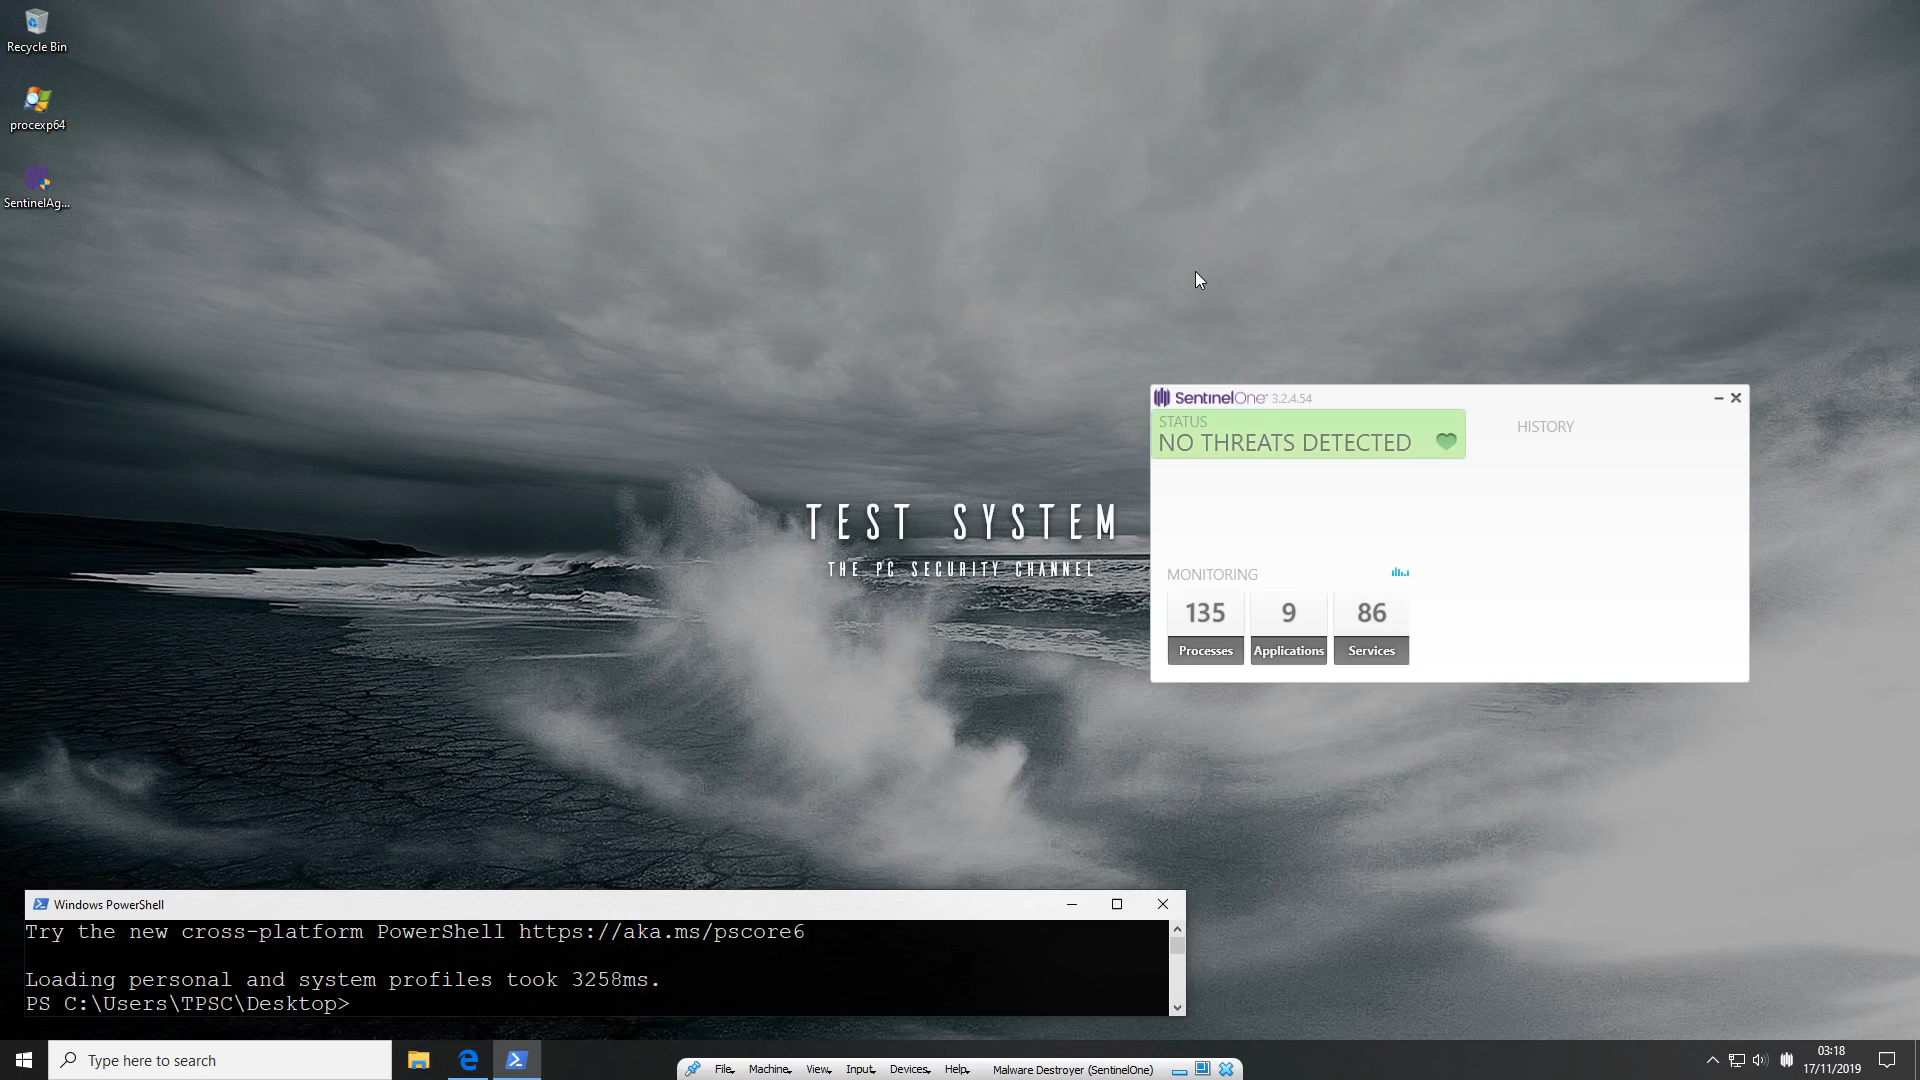 Recycle Bin
procexp64
SentinelAg...
TEST SYSTEM
THE PC SECURITY CHANNEL
SentinelOne 3.2.4.54
STATUS
NO THREATS DETECTED
HISTORY
MONITORING
135 9 86
Processes Applications Services
Windows PowerShell
Try the new cross-platform PowerShell https://aka.ms/pscore6
Loading personal and system profiles took 3258ms.
PS C:\Users\TPSC\Desktop>
Type here to search
File Machine View Input Devices Help Malware Destroyer (SentinelOne)
03:18
17/11/2019